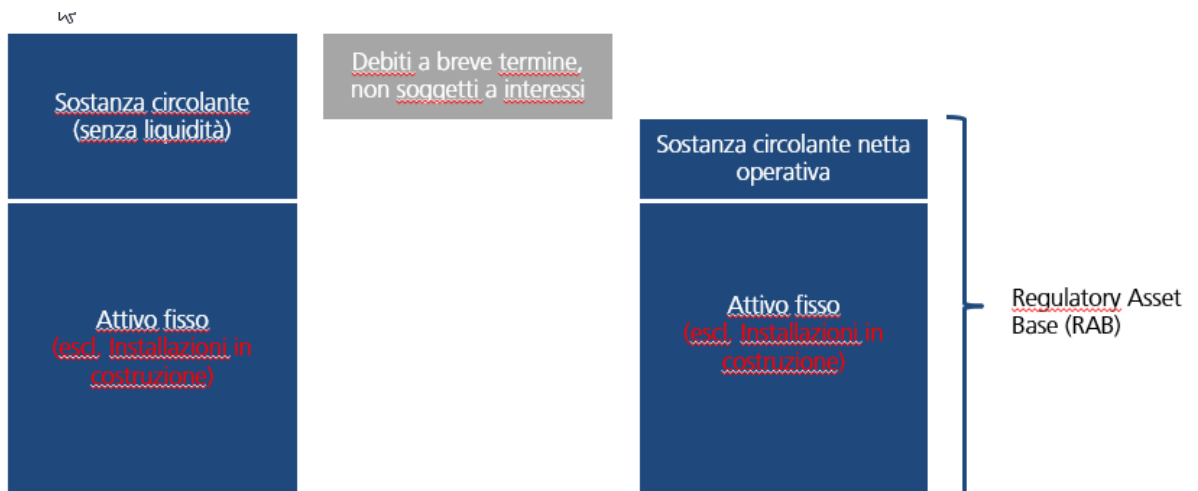 Sostanza circolante
(senza liquidità)
Debiti a breve termine,
non soggetti a interessi
Sostanza circolante netta
operativa
Attivo fisso
(escl. Installazioni in
costruzione)
Attivo fisso
(escl. Installazioni in
costruzione)
Regulatory Asset
Base (RAB)